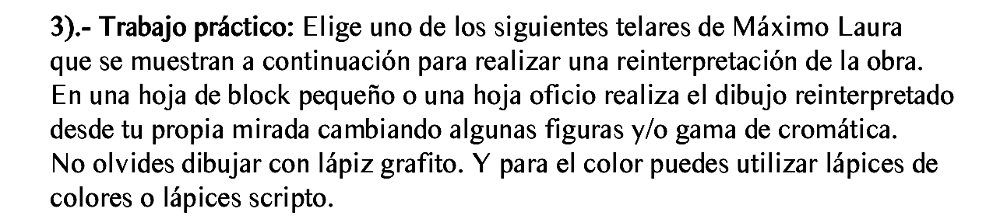 3).- Trabajo práctico: Elige uno de los siguientes telares de Máximo Laura
que se muestran a continuación para realizar una reinterpretación de la obra.
En una hoja de block pequeño o una hoja oficio realiza el dibujo reinterpretado
desde tu propia mirada cambiando algunas figuras y/o gama de cromática.
No olvides dibujar con lápiz grafito. Y para el color puedes utilizar lápices de
colores o lápices scripto.